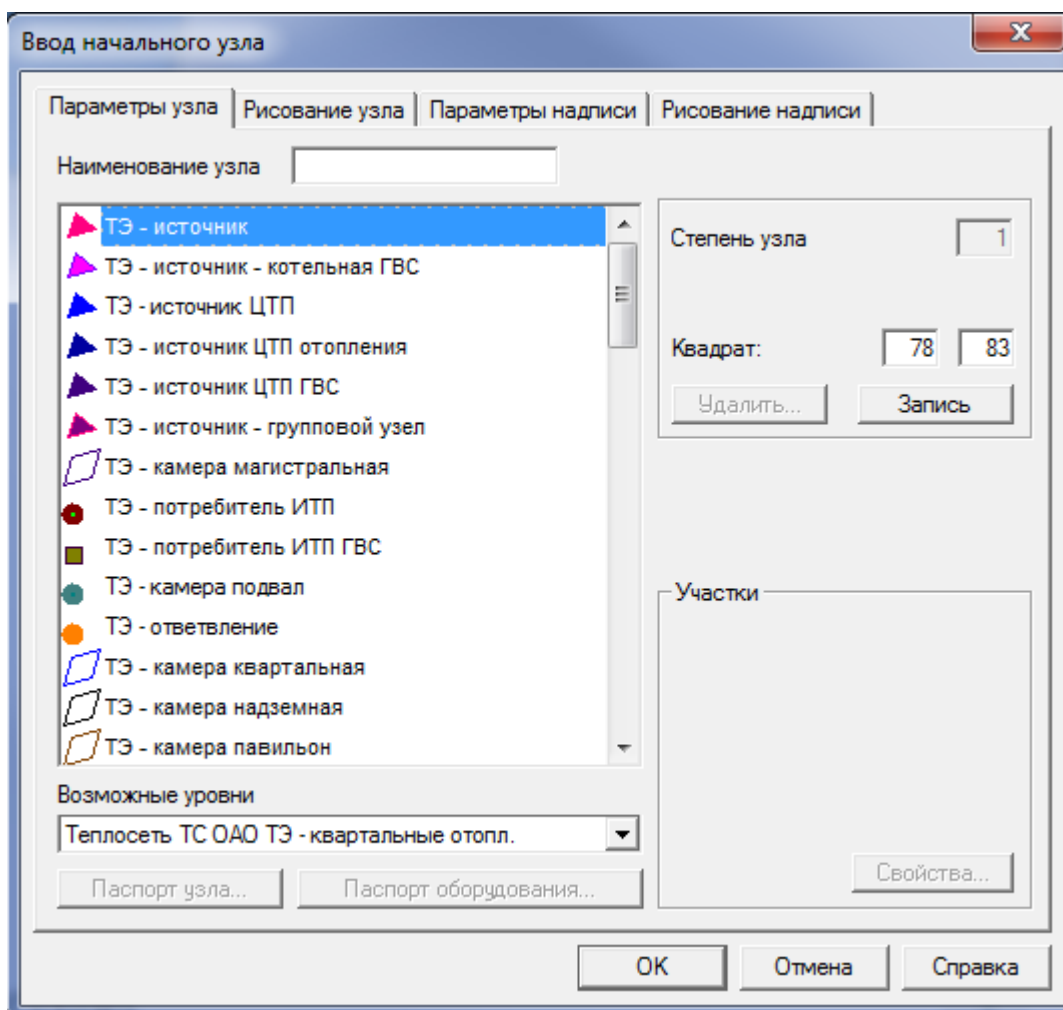 Ввод начального узла
Параметры узла Рисование узла Параметры надписи Рисование надписи
Наименование узла
ТЭ - источник
ТЭ - источник - котельная ГВС
ТЭ - источник ЦТП
ТЭ - источник ЦТП отопления
ТЭ - источник ЦТП ГВС
ТЭ - источник - групповой узел
ТЭ - камера магистральная
ТЭ - потребитель ИТП
ТЭ - потребитель ИТП ГВС
ТЭ - камера подвал
ТЭ - ответвление
ТЭ - камера квартальная
ТЭ - камера надземная
ТЭ - камера павильон
Возможные уровни
Теплосеть ТС ОАО ТЭ - квартальные отопл.
Паспорт узла... Паспорт оборудования...
Степень узла 1
Квадрат: 78 83
Удалить... Запись
Участки
Свойства...
OK Отмена Справка